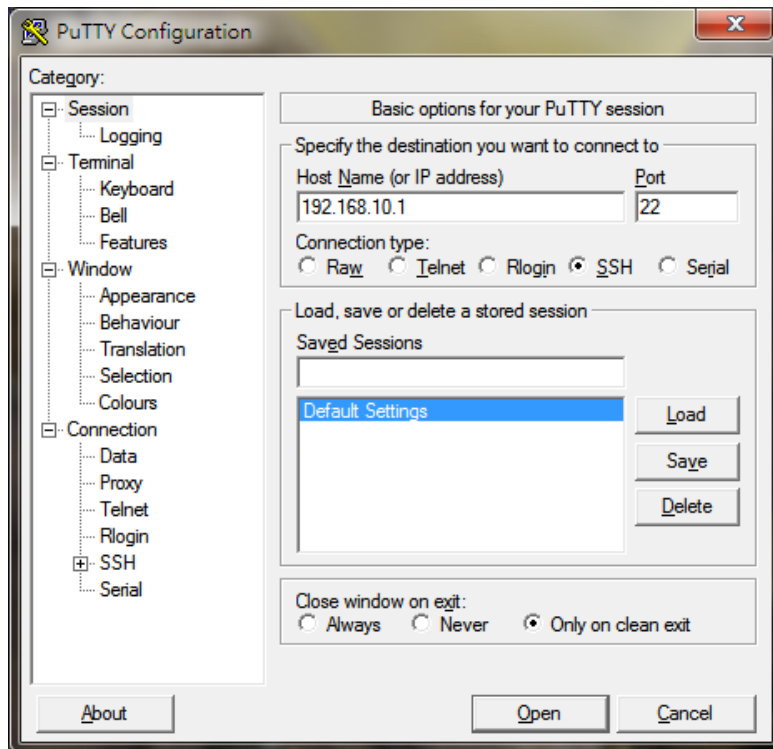 PuTTY Configuration
Category:
Session
Logging
Terminal
Keyboard
Bell
Features
Window
Appearance
Behaviour
Translation
Selection
Colours
Connection
Data
Proxy
Telnet
Rlogin
SSH
Serial
Basic options for your PuTTY session
Specify the destination you want to connect to
Host Name (or IP address) Port
192.168.10.1 22
Connection type:
Raw Telnet Rlogin SSH Serial
Load, save or delete a stored session
Saved Sessions
Default Settings
Load
Save
Delete
Close window on exit:
Always Never Only on clean exit
About Open Cancel